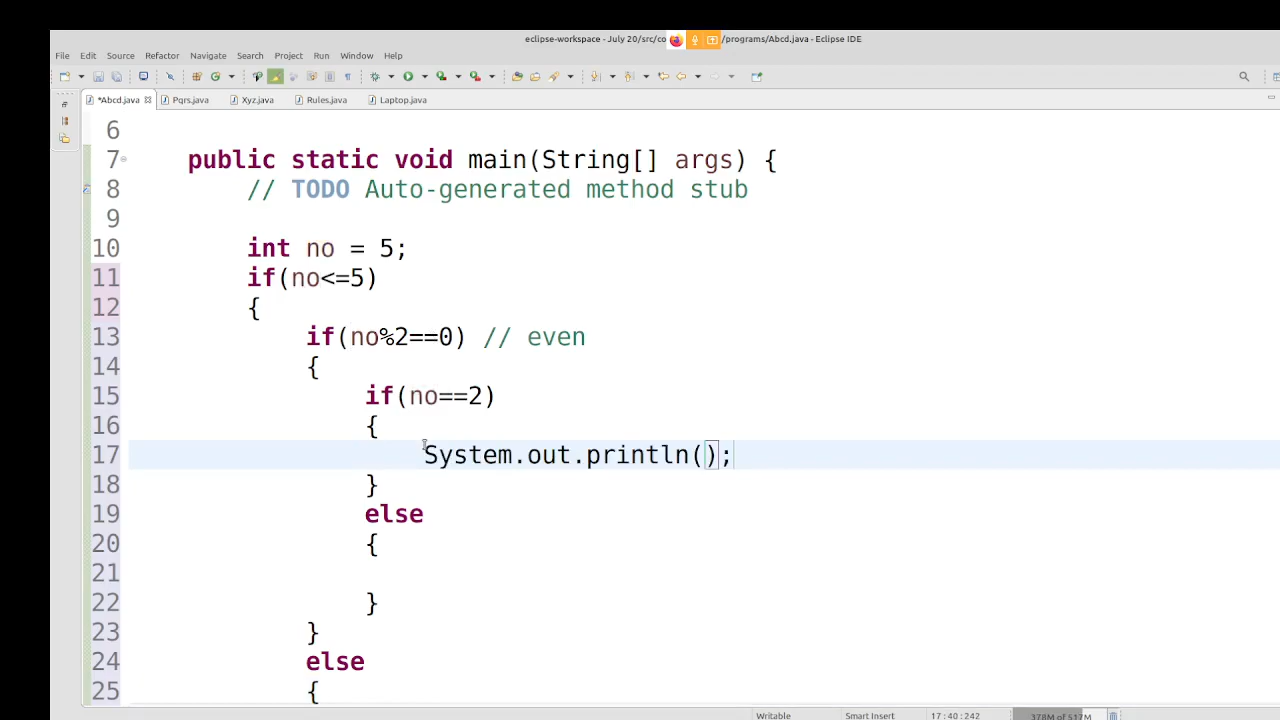 eclipse-workspace - July 20/src/co /programs/Abcd.java - Eclipse IDE
File Edit Source Refactor Navigate Search Project Run Window Help
*Abcd.java Pqrs.java Xyz.java Rules.java Laptop.java
6
7 public static void main(String[] args) {
8 // TODO Auto-generated method stub
9
10 int no = 5;
11 if(no<=5)
12 {
13 if(no%2==0) // even
14 {
15 if(no==2)
16 {
17 System.out.println();
18 }
19 else
20 {
21
22 }
23 }
24 else
25 {
Writable Smart Insert 17:40:242 378M of 512M